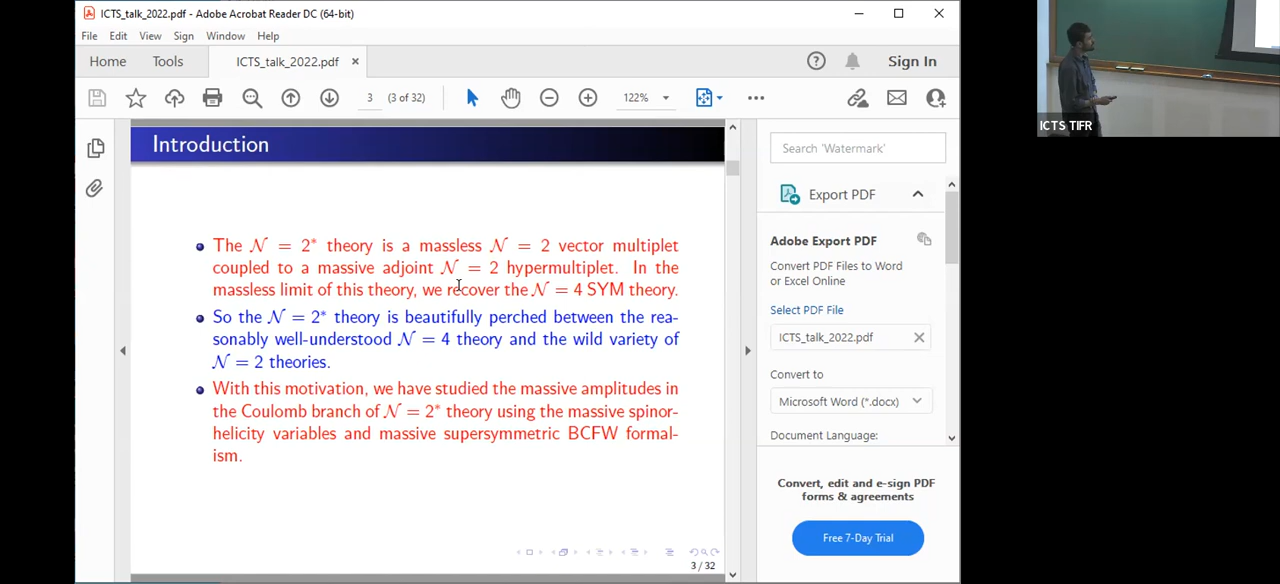 ICTS_talk_2022.pdf - Adobe Acrobat Reader DC (64-bit)
File Edit View Sign Window Help
Home Tools ICTS_talk_2022.pdf × Sign In
3 (3 of 32) 122%
Introduction
The 𝒩 = 2* theory is a massless 𝒩 = 2 vector multiplet
coupled to a massive adjoint 𝒩 = 2 hypermultiplet. In the
massless limit of this theory, we recover the 𝒩 = 4 SYM theory.
So the 𝒩 = 2* theory is beautifully perched between the rea-
sonably well-understood 𝒩 = 4 theory and the wild variety of
𝒩 = 2 theories.
With this motivation, we have studied the massive amplitudes in
the Coulomb branch of 𝒩 = 2* theory using the massive spinor-
helicity variables and massive supersymmetric BCFW formal-
ism.
3 / 32
Search 'Watermark'
Export PDF
Adobe Export PDF
Convert PDF Files to Word
or Excel Online
Select PDF File
ICTS_talk_2022.pdf ×
Convert to
Microsoft Word (*.docx)
Document Language:
Convert, edit and e-sign PDF
forms & agreements
Free 7-Day Trial
ICTS TIFR